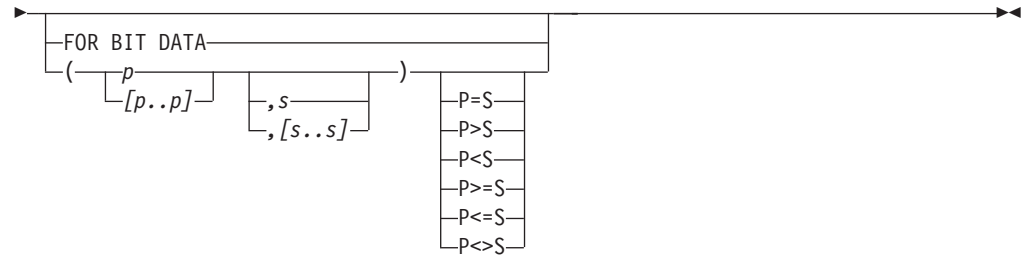 FOR BIT DATA
( p )
[p..p] ,s P=S
,[s..s] P>S
P<S
P>=S
P<=S
P<>S